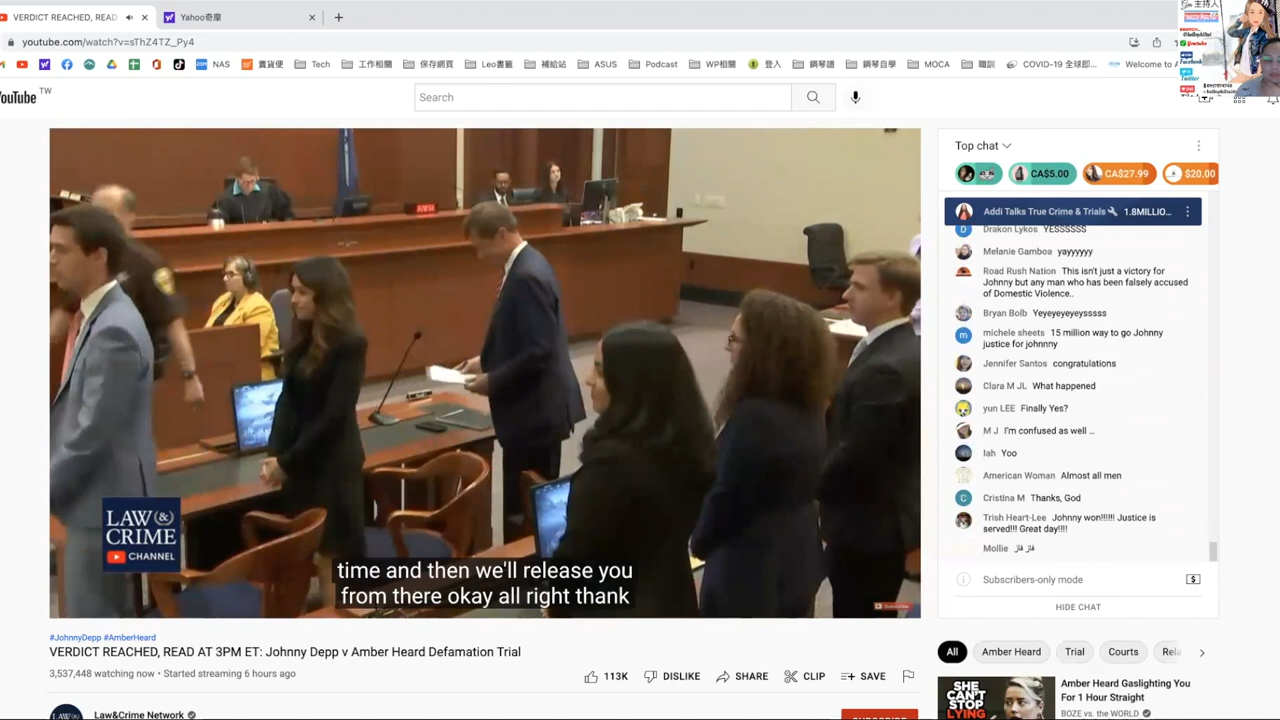 VERDICT REACHED, READ
Yahoo奇摩
youtube.com/watch?v=sThZ4TZ_Py4
NAS
賣貨便
Tech
工作相關
保存網頁
補給站
ASUS
Podcast
WP相關
鋼琴譜
鋼琴自學
MOCA
職訓
COVID-19 全球即...
Welcome to
主持人
Youtube
Facebook
Twitter
YouTube TW
Search
Top chat
CA$5.00
CA$27.99
$20.00
Addi Talks True Crime & Trials 1.8MILLIO...
Drakon Lykos YESSSSSS
Melanie Gamboa yayyyyyy
Road Rush Nation This isn't just a victory for
Johnny but any man who has been falsely accused
of Domestic Violence..
Bryan Bolb Yeyeyeyeyeysssss
michele sheets 15 million way to go Johnny
justice for johnnny
Jennifer Santos congratulations
Clara M JL What happened
yun LEE Finally Yes?
M J I'm confused as well ...
Iah Yoo
American Woman Almost all men
Cristina M Thanks, God
Trish Heart-Lee Johnny won!!!!!! Justice is
served!!! Great day!!!!
Mollie فاز فاز
Subscribers-only mode
HIDE CHAT
LAW &
CRIME
CHANNEL
time and then we'll release you
from there okay all right thank
#JohnnyDepp #AmberHeard
VERDICT REACHED, READ AT 3PM ET: Johnny Depp v Amber Heard Defamation Trial
3,537,448 watching now • Started streaming 6 hours ago
113K
DISLIKE
SHARE
CLIP
SAVE
Law&Crime Network
SUBSCRIBE
All
Amber Heard
Trial
Courts
Rela
SHE
CAN'T
STOP
LYING
Amber Heard Gaslighting You
For 1 Hour Straight
BOZE vs. the WORLD